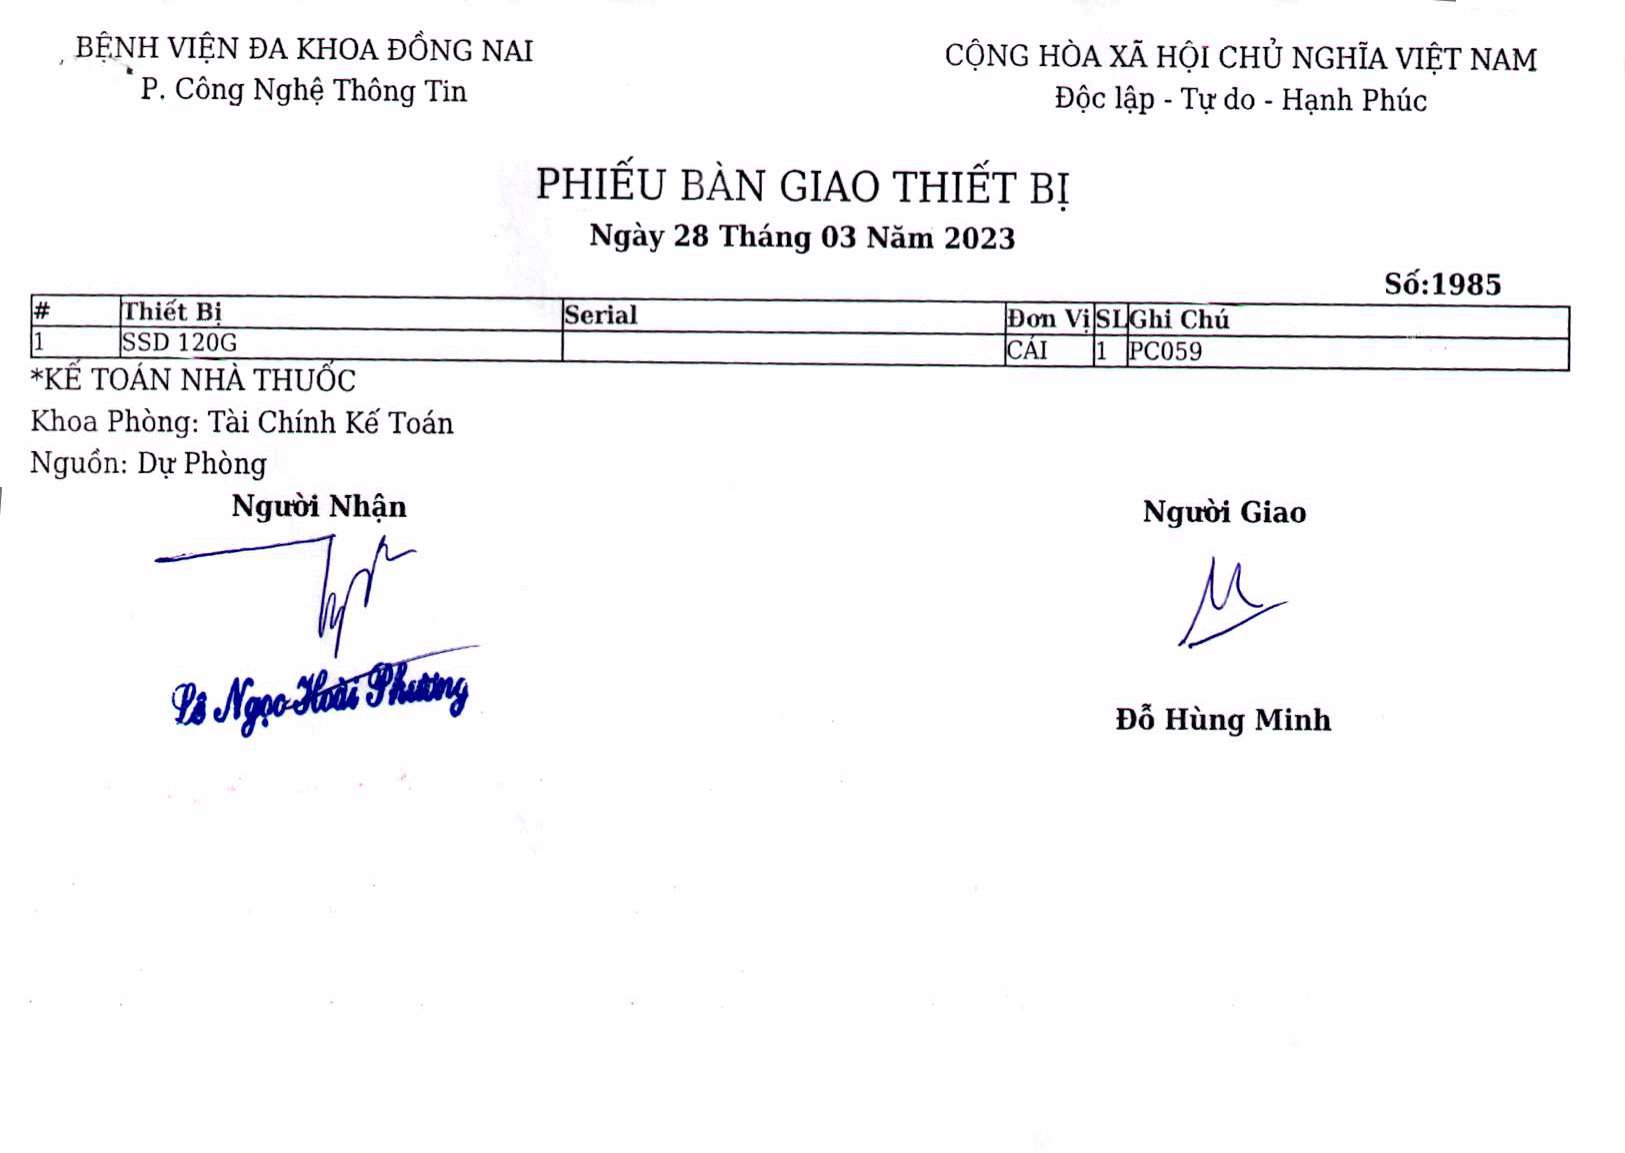 BỆNH VIỆN ĐA KHOA ĐỒNG NAI
P. Công Nghệ Thông Tin
CỘNG HÒA XÃ HỘI CHỦ NGHĨA VIỆT NAM
Độc lập - Tự do - Hạnh Phúc
PHIẾU BÀN GIAO THIẾT BỊ
Ngày 28 Tháng 03 Năm 2023
Số:1985
# Thiết Bị Serial Đơn Vị SL Ghi Chú
1 SSD 120G CÁI 1 PC059
*KẾ TOÁN NHÀ THUỐC
Khoa Phòng: Tài Chính Kế Toán
Nguồn: Dự Phòng
Người Nhận Người Giao
Lê Ngọc Hoài Phương
Đỗ Hùng Minh